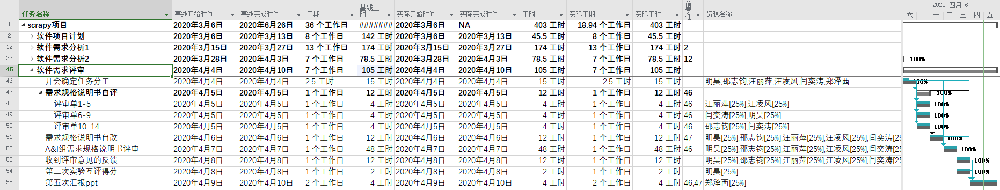 2020 四月 6
任务名称 基线开始时间 基线完成时间 工期 基线工时 实际开始时间 实际完成时间 工时 实际工期 实际工时 资源名称 六 日 一 二 三 四 五
1 scrapy项目 2020年3月6日 2020年6月26日 36 个工作日 ####### 2020年3月6日 NA 403 工时 18.94 个工作日 403 工时
2 软件项目计划 2020年3月6日 2020年3月13日 8 个工作日 142 工时 2020年3月6日 2020年3月13日 45.5 工时 8 个工作日 45.5 工时
12 软件需求分析1 2020年3月15日 2020年3月27日 13 个工作日 174 工时 2020年3月15日 2020年3月27日 174 工时 13 个工作日 174 工时 2
33 软件需求分析2 2020年3月28日 2020年4月3日 7 个工作日 78.5 工时 2020年3月28日 2020年4月3日 78.5 工时 7 个工作日 78.5 工时 12 100%
45 软件需求评审 2020年4月4日 2020年4月10日 7 个工作日 105 工时 2020年4月4日 2020年4月10日 105 工时 7 个工作日 105 工时
46 开会确定任务分工 2020年4月4日 2020年4月4日 2.5 工时 15 工时 2020年4月4日 2020年4月4日 15 工时 2.5 工时 15 工时 明昊,邵志钧,汪丽萍,汪凌风,闫奕涛,郑泽西 100%
47 需求规格说明书自评 2020年4月5日 2020年4月5日 1 个工作日 12 工时 2020年4月5日 2020年4月5日 12 工时 1 个工作日 12 工时 46 100%
48 评审单1-5 2020年4月5日 2020年4月5日 1 个工作日 4 工时 2020年4月5日 2020年4月5日 4 工时 1 个工作日 4 工时 46 汪丽萍[25%],汪凌风[25%] 100%
49 评审单6-9 2020年4月5日 2020年4月5日 1 个工作日 4 工时 2020年4月5日 2020年4月5日 4 工时 1 个工作日 4 工时 46 闫奕涛[25%],明昊[25%] 100%
50 评审单10-14 2020年4月5日 2020年4月5日 1 个工作日 4 工时 2020年4月5日 2020年4月5日 4 工时 1 个工作日 4 工时 46 邵志钧[25%],闫奕涛[25%] 100%
51 需求规格说明书自改 2020年4月6日 2020年4月6日 1 个工作日 12 工时 2020年4月6日 2020年4月6日 12 工时 1 个工作日 12 工时 47 明昊[25%],邵志钧[25%],汪丽萍[25%],汪凌风[25%],闫奕涛[25 100%
52 A&I组需求规格说明书评审 2020年4月7日 2020年4月7日 1 个工作日 48 工时 2020年4月7日 2020年4月7日 48 工时 1 个工作日 48 工时 46 明昊[25%],邵志钧[25%],汪丽萍[25%],汪凌风[25%],闫奕涛[25 100%
53 收到评审意见的反馈 2020年4月8日 2020年4月8日 1 个工作日 12 工时 2020年4月8日 2020年4月8日 12 工时 1 个工作日 12 工时 明昊[25%],邵志钧[25%],汪丽萍[25%],汪凌风[25%],闫奕涛[25 100%
54 第二次实验互评得分 2020年4月8日 2020年4月8日 1 个工作日 2 工时 2020年4月8日 2020年4月8日 2 工时 1 个工作日 2 工时 明昊[25%] 100%
55 第五次汇报ppt 2020年4月9日 2020年4月10日 2 个工作日 4 工时 2020年4月9日 2020年4月10日 4 工时 2 个工作日 4 工时 46,47 郑泽西[25%]